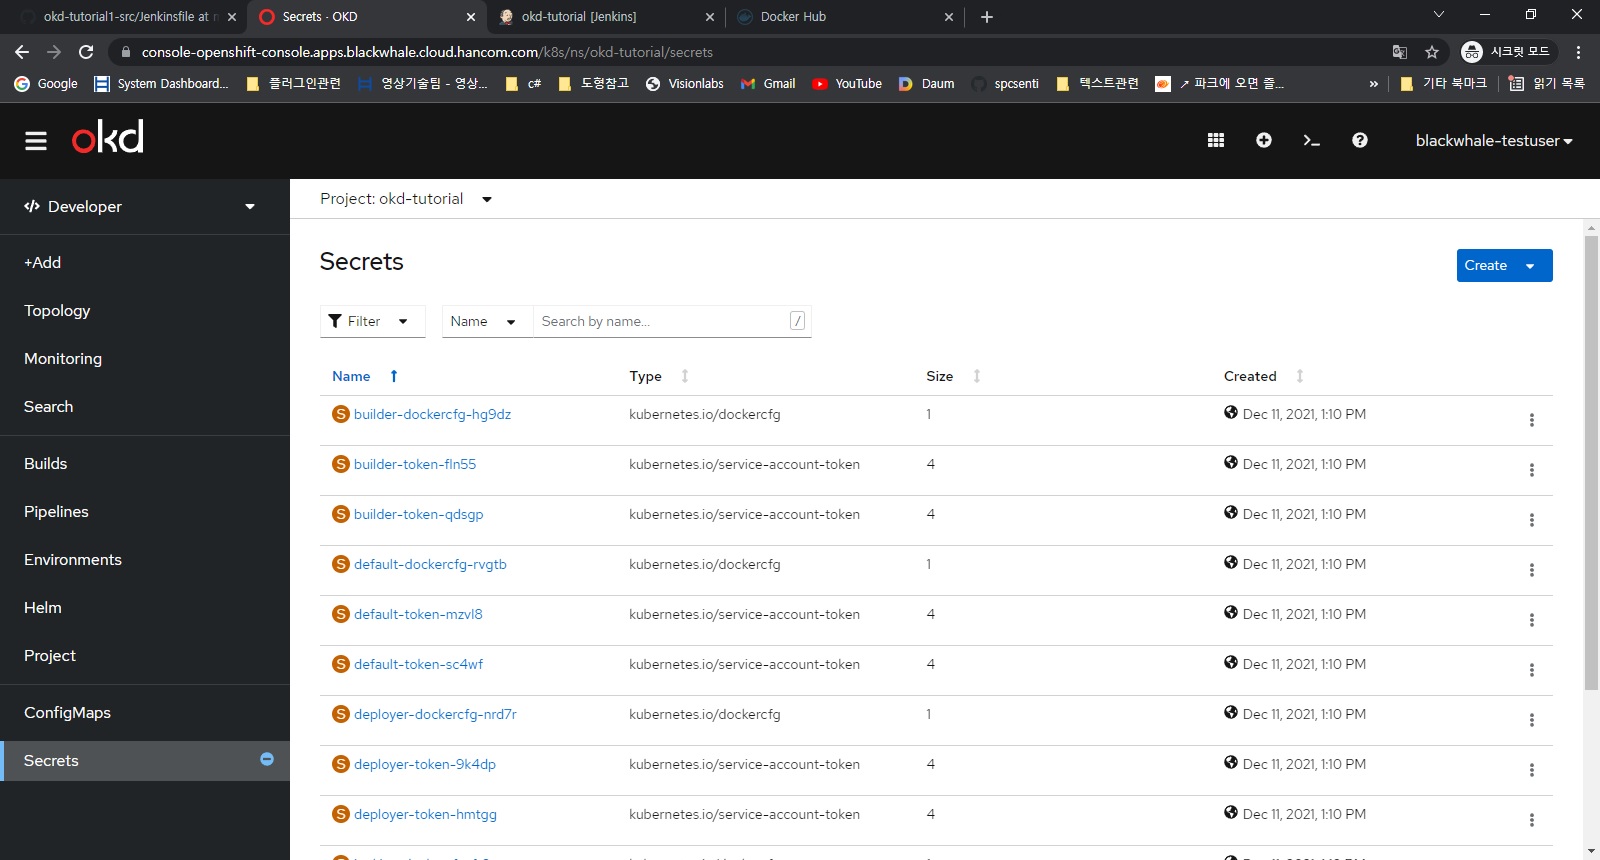 okd-tutorial1-src/Jenkinsfile at
Secrets · OKD
okd-tutorial [Jenkins]
Docker Hub
console-openshift-console.apps.blackwhale.cloud.hancom.com/k8s/ns/okd-tutorial/secrets
시크릿 모드
Google
System Dashboard...
플러그인관련
영상기술팀 - 영상...
c#
도형참고
Visionlabs
Gmail
YouTube
Daum
spcsenti
텍스트관련
↗ 파크에 오면 즐...
»
기타 북마크
읽기 목록
okd
blackwhale-testuser
Developer
Project: okd-tutorial
+Add
Topology
Monitoring
Search
Builds
Pipelines
Environments
Helm
Project
ConfigMaps
Secrets
Secrets
Create
Filter
Name
Search by name...
/
Name Type Size Created
S builder-dockercfg-hg9dz kubernetes.io/dockercfg 1 Dec 11, 2021, 1:10 PM
S builder-token-fln55 kubernetes.io/service-account-token 4 Dec 11, 2021, 1:10 PM
S builder-token-qdsgp kubernetes.io/service-account-token 4 Dec 11, 2021, 1:10 PM
S default-dockercfg-rvgtb kubernetes.io/dockercfg 1 Dec 11, 2021, 1:10 PM
S default-token-mzvl8 kubernetes.io/service-account-token 4 Dec 11, 2021, 1:10 PM
S default-token-sc4wf kubernetes.io/service-account-token 4 Dec 11, 2021, 1:10 PM
S deployer-dockercfg-nrd7r kubernetes.io/dockercfg 1 Dec 11, 2021, 1:10 PM
S deployer-token-9k4dp kubernetes.io/service-account-token 4 Dec 11, 2021, 1:10 PM
S deployer-token-hmtgg kubernetes.io/service-account-token 4 Dec 11, 2021, 1:10 PM